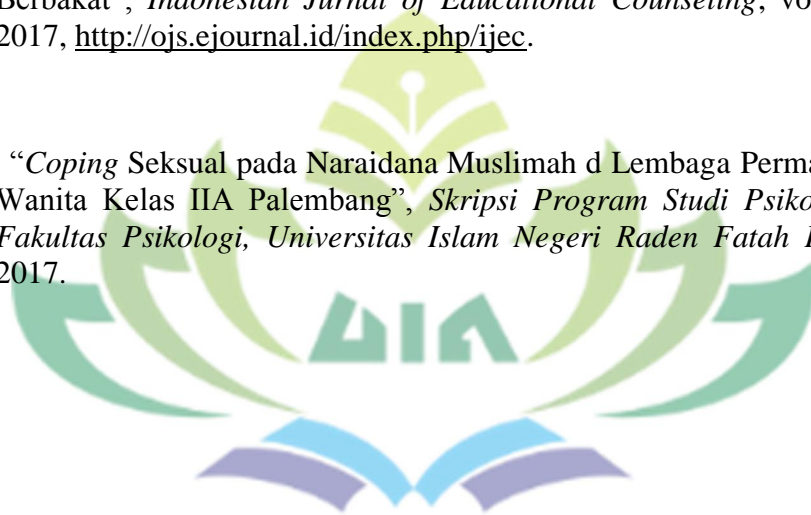 Berbakat", Indonesian Jurnal of Educational Counseling, vo
2017, http://ojs.ejournal.id/index.php/ijec.
"Coping Seksual pada Naraidana Muslimah d Lembaga Perma
Wanita Kelas IIA Palembang", Skripsi Program Studi Psiko
Fakultas Psikologi, Universitas Islam Negeri Raden Fatah
2017.
UIN